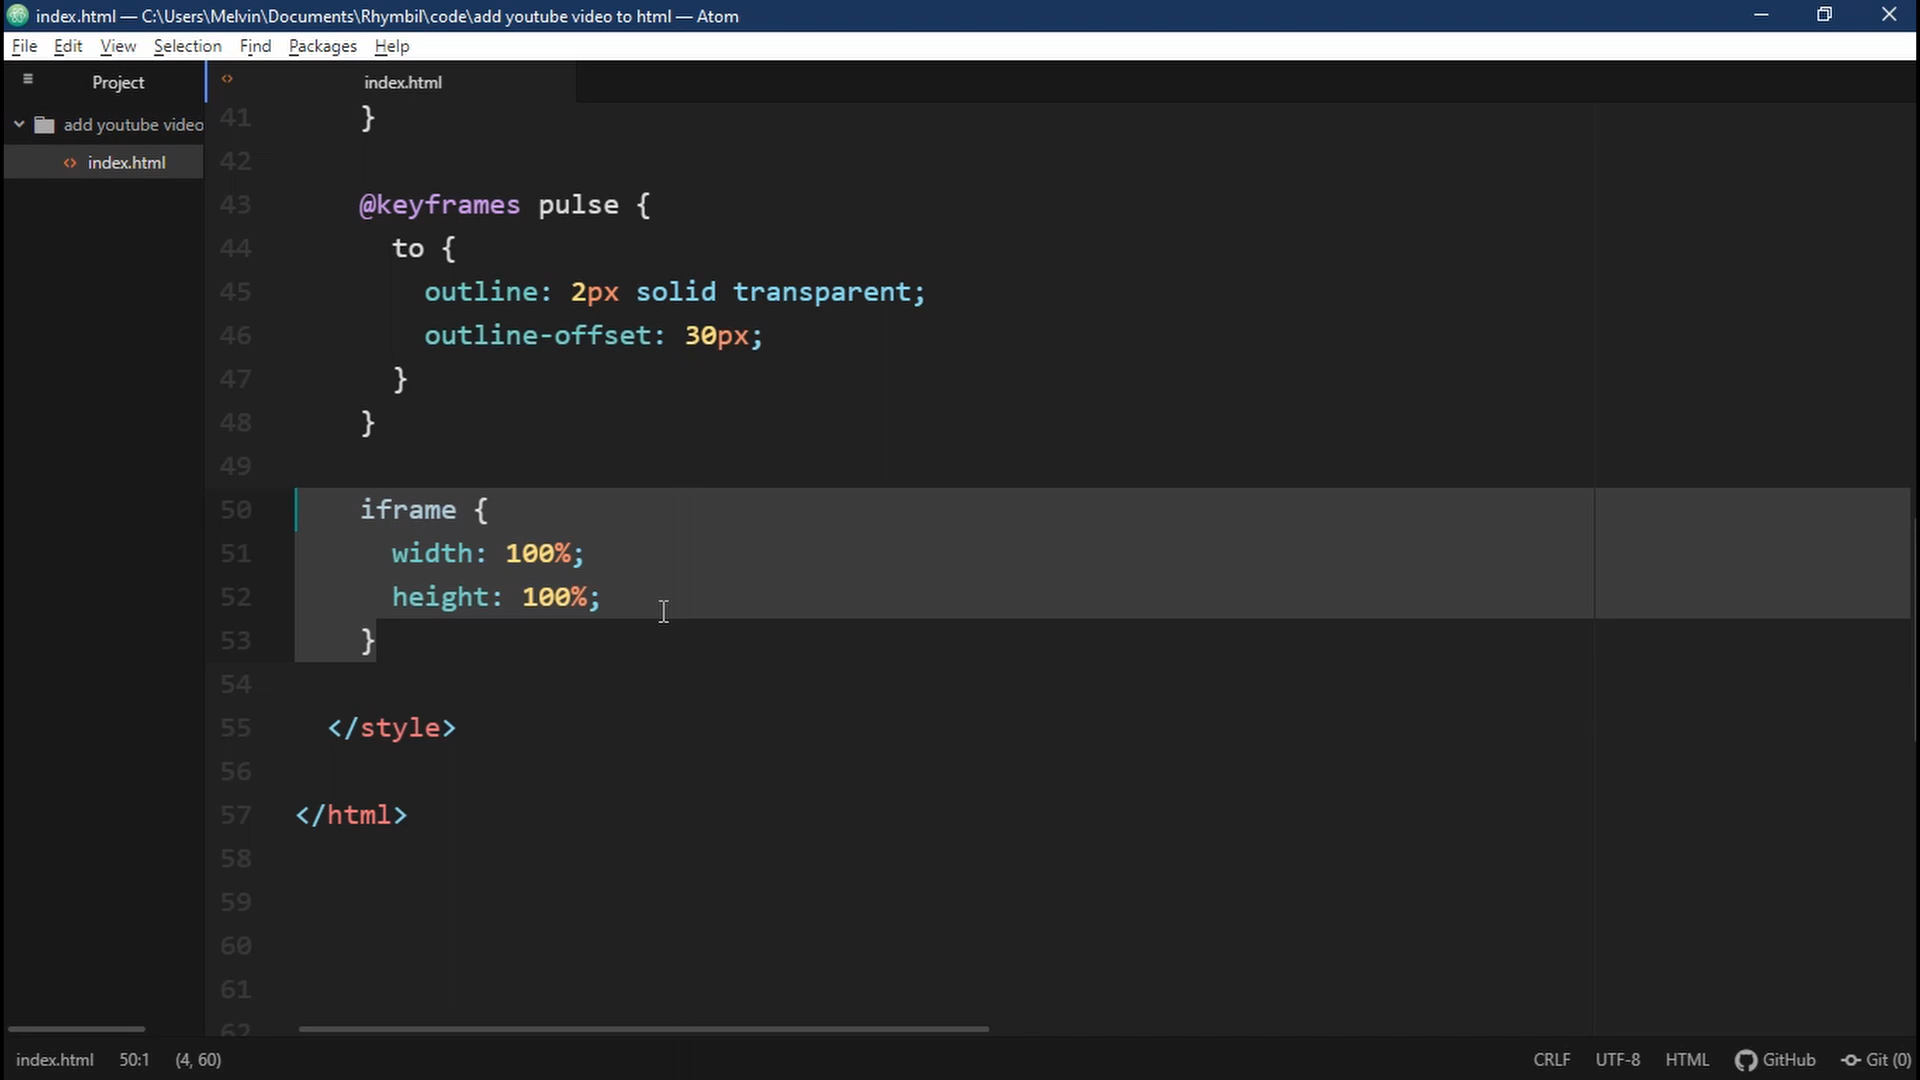 index.html — C:\Users\Melvin\Documents\Rhymbil\code\add youtube video to html — Atom
File Edit View Selection Find Packages Help
Project
index.html
add youtube video
index.html
41 }
42
43 @keyframes pulse {
44 to {
45 outline: 2px solid transparent;
46 outline-offset: 30px;
47 }
48 }
49
50 iframe {
51 width: 100%;
52 height: 100%;
53 }
54
55 </style>
56
57 </html>
58
59
60
61
62
index.html 50:1 (4, 60) CRLF UTF-8 HTML GitHub Git (0)